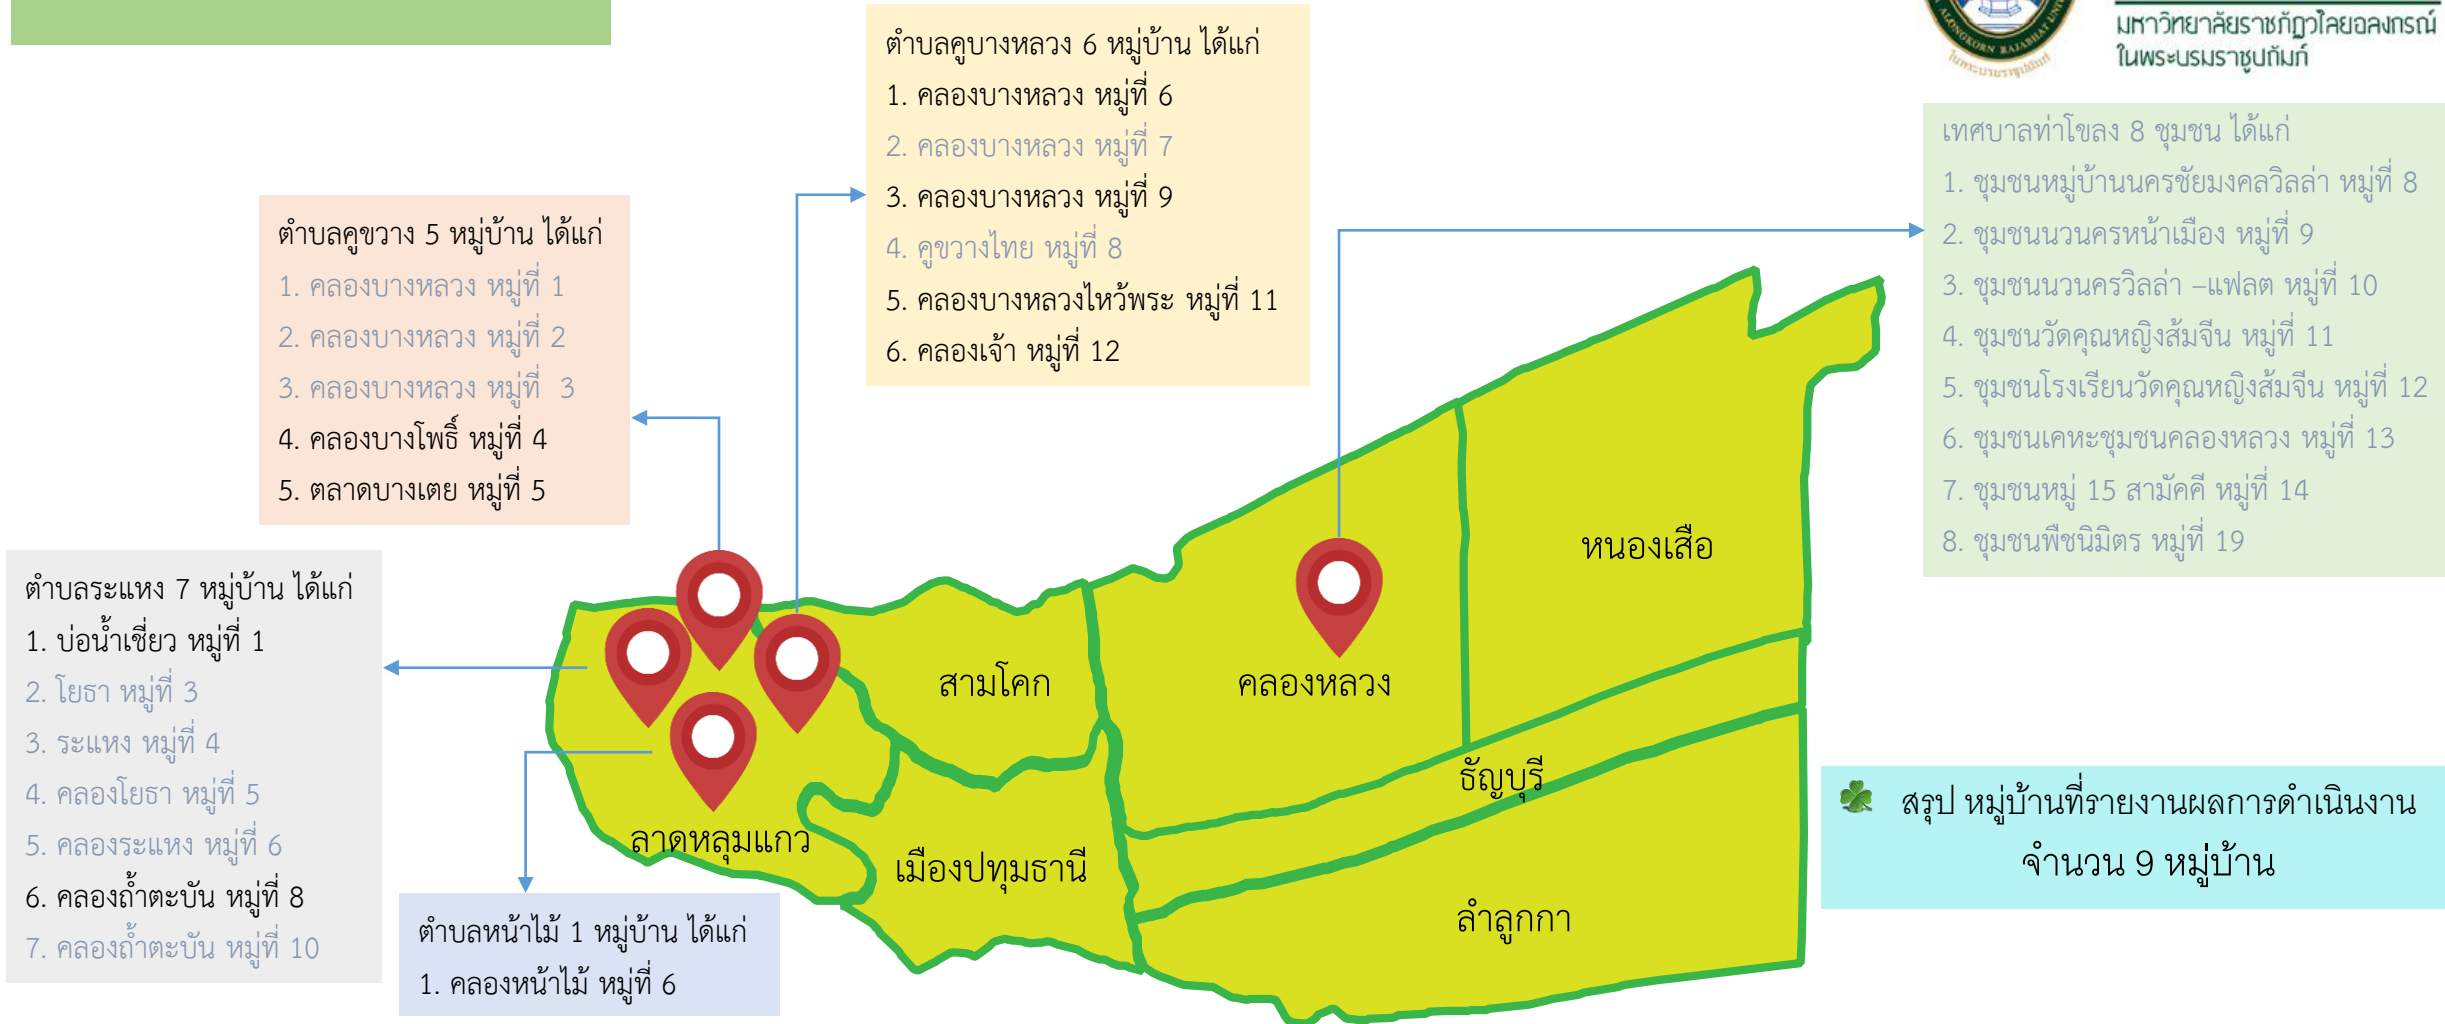 มหาวิทยาลัยราชภัฏวไลยอลงกรณ์
ในพระบรมราชูปถัมภ์
ตำบลคูบางหลวง 6 หมู่บ้าน ได้แก่
1. คลองบางหลวง หมู่ที่ 6
2. คลองบางหลวง หมู่ที่ 7
3. คลองบางหลวง หมู่ที่ 9
4. คูขวางไทย หมู่ที่ 8
5. คลองบางหลวงไหว้พระ หมู่ที่ 11
6. คลองเจ้า หมู่ที่ 12
เทศบาลท่าโขลง 8 ชุมชน ได้แก่
1. ชุมชนหมู่บ้านนครชัยมงคลวิลล่า หมู่ที่ 8
2. ชุมชนนวนครหน้าเมือง หมู่ที่ 9
3. ชุมชนนวนครวิลล่า –แฟลต หมู่ที่ 10
4. ชุมชนวัดคุณหญิงส้มจีน หมู่ที่ 11
5. ชุมชนโรงเรียนวัดคุณหญิงส้มจีน หมู่ที่ 12
6. ชุมชนเคหะชุมชนคลองหลวง หมู่ที่ 13
7. ชุมชนหมู่ 15 สามัคคี หมู่ที่ 14
8. ชุมชนพืชนิมิตร หมู่ที่ 19
ตำบลคูขวาง 5 หมู่บ้าน ได้แก่
1. คลองบางหลวง หมู่ที่ 1
2. คลองบางหลวง หมู่ที่ 2
3. คลองบางหลวง หมู่ที่ 3
4. คลองบางโพธิ์ หมู่ที่ 4
5. ตลาดบางเตย หมู่ที่ 5
ตำบลระแหง 7 หมู่บ้าน ได้แก่
1. บ่อน้ำเชี่ยว หมู่ที่ 1
2. โยธา หมู่ที่ 3
3. ระแหง หมู่ที่ 4
4. คลองโยธา หมู่ที่ 5
5. คลองระแหง หมู่ที่ 6
6. คลองถ้ำตะบัน หมู่ที่ 8
7. คลองถ้ำตะบัน หมู่ที่ 10
หนองเสือ
สามโคก
คลองหลวง
ธัญบุรี
ลาดหลุมแกว
เมืองปทุมธานี
ลำลูกกา
ตำบลหน้าไม้ 1 หมู่บ้าน ได้แก่
1. คลองหน้าไม้ หมู่ที่ 6
สรุป หมู่บ้านที่รายงานผลการดำเนินงาน
จำนวน 9 หมู่บ้าน